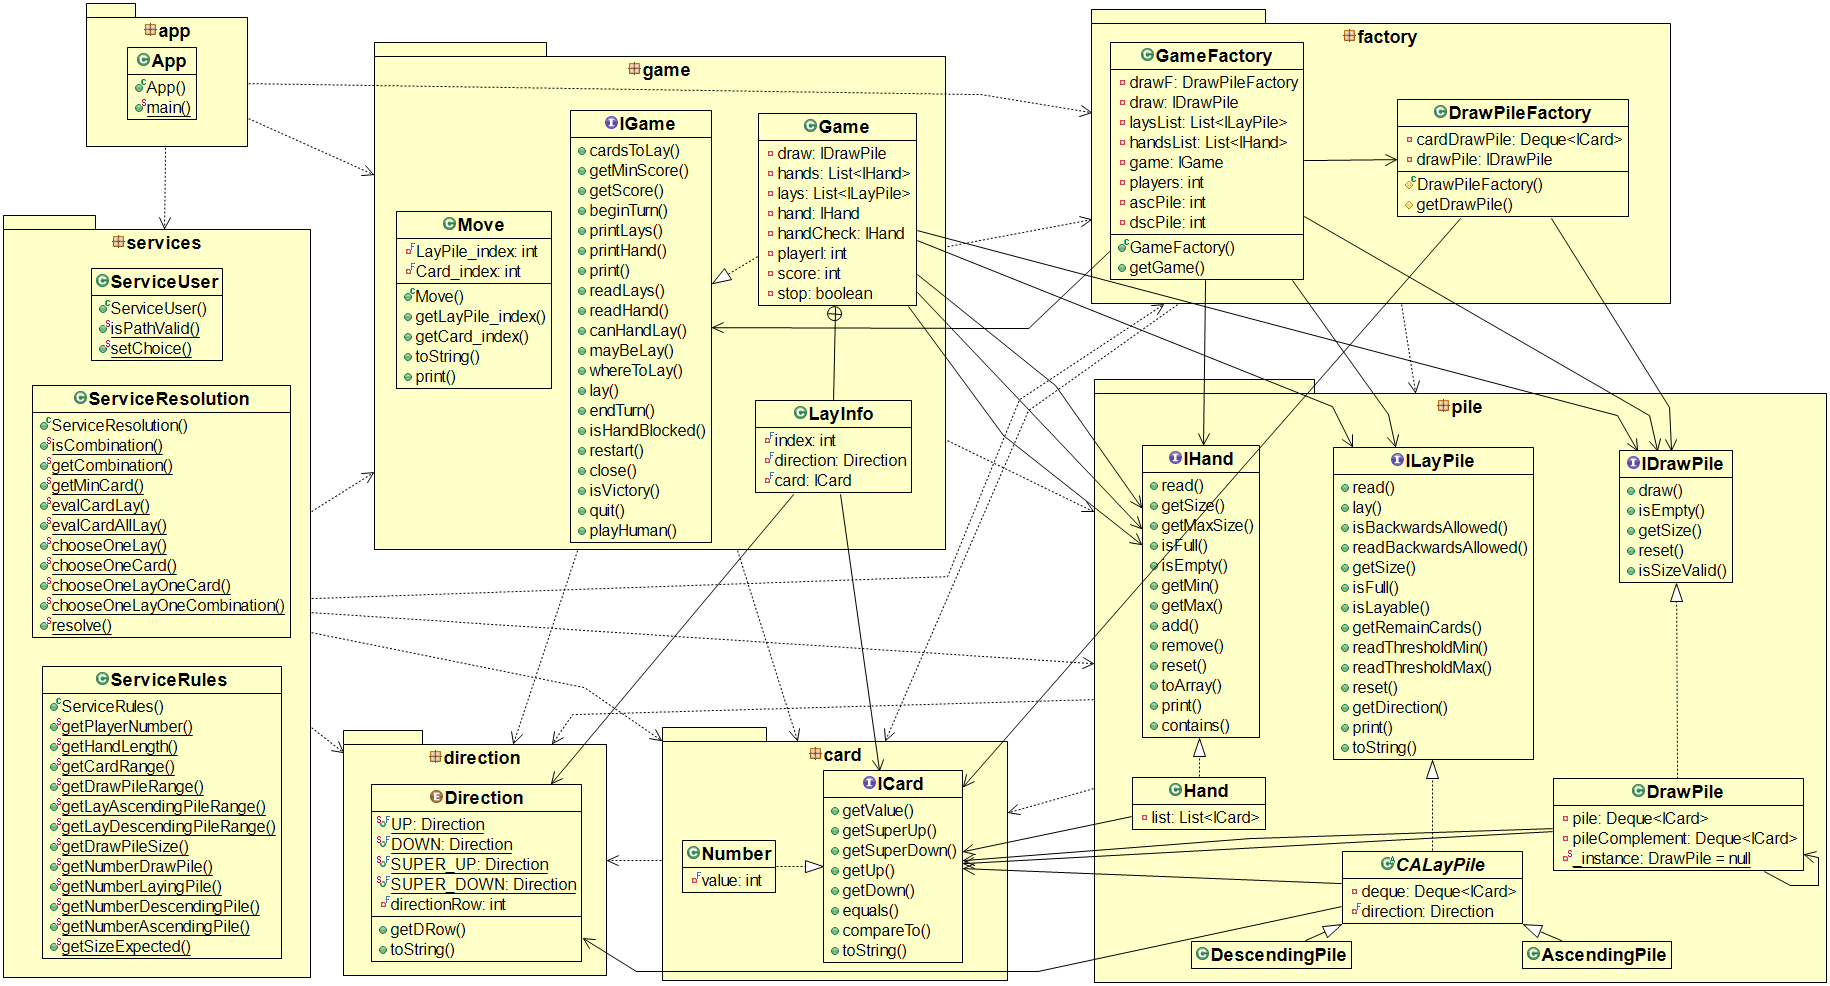 app
App
App()
main()
services
ServiceUser
ServiceUser()
isPathValid()
setChoice()
ServiceResolution
ServiceResolution()
isCombination()
getCombination()
getMinCard()
evalCardLay()
evalCardAllLay()
chooseOneLay()
chooseOneCard()
chooseOneLayOneCard()
chooseOneLayOneCombination()
resolve()
ServiceRules
ServiceRules()
getPlayerNumber()
getHandLength()
getCardRange()
getDrawPileRange()
getLayAscendingPileRange()
getLayDescendingPileRange()
getDrawPileSize()
getNumberDrawPile()
getNumberLayingPile()
getNumberDescendingPile()
getNumberAscendingPile()
getSizeExpected()
game
Move
LayPile_index: int
Card_index: int
Move()
getLayPile_index()
getCard_index()
toString()
print()
IGame
cardsToLay()
getMinScore()
getScore()
beginTurn()
printLays()
printHand()
print()
readLays()
readHand()
canHandLay()
mayBeLay()
whereToLay()
lay()
endTurn()
isHandBlocked()
restart()
close()
isVictory()
quit()
playHuman()
Game
draw: IDrawPile
hands: List<IHand>
lays: List<ILayPile>
hand: IHand
handCheck: IHand
playerI: int
score: int
stop: boolean
LayInfo
index: int
direction: Direction
card: ICard
factory
GameFactory
drawF: DrawPileFactory
draw: IDrawPile
laysList: List<ILayPile>
handsList: List<IHand>
game: IGame
players: int
ascPile: int
dscPile: int
GameFactory()
getGame()
DrawPileFactory
cardDrawPile: Deque<ICard>
drawPile: IDrawPile
DrawPileFactory()
getDrawPile()
direction
Direction
UP: Direction
DOWN: Direction
SUPER_UP: Direction
SUPER_DOWN: Direction
directionRow: int
getDRow()
toString()
card
Number
value: int
ICard
getValue()
getSuperUp()
getSuperDown()
getUp()
getDown()
equals()
compareTo()
toString()
pile
IHand
read()
getSize()
getMaxSize()
isFull()
isEmpty()
getMin()
getMax()
add()
remove()
reset()
toArray()
print()
contains()
Hand
list: List<ICard>
ILayPile
read()
lay()
isBackwardsAllowed()
readBackwardsAllowed()
getSize()
isFull()
isLayable()
getRemainCards()
readThresholdMin()
readThresholdMax()
reset()
getDirection()
print()
toString()
IDrawPile
draw()
isEmpty()
getSize()
reset()
isSizeValid()
DrawPile
pile: Deque<ICard>
pileComplement: Deque<ICard>
_instance: DrawPile = null
CALayPile
deque: Deque<ICard>
direction: Direction
DescendingPile
AscendingPile